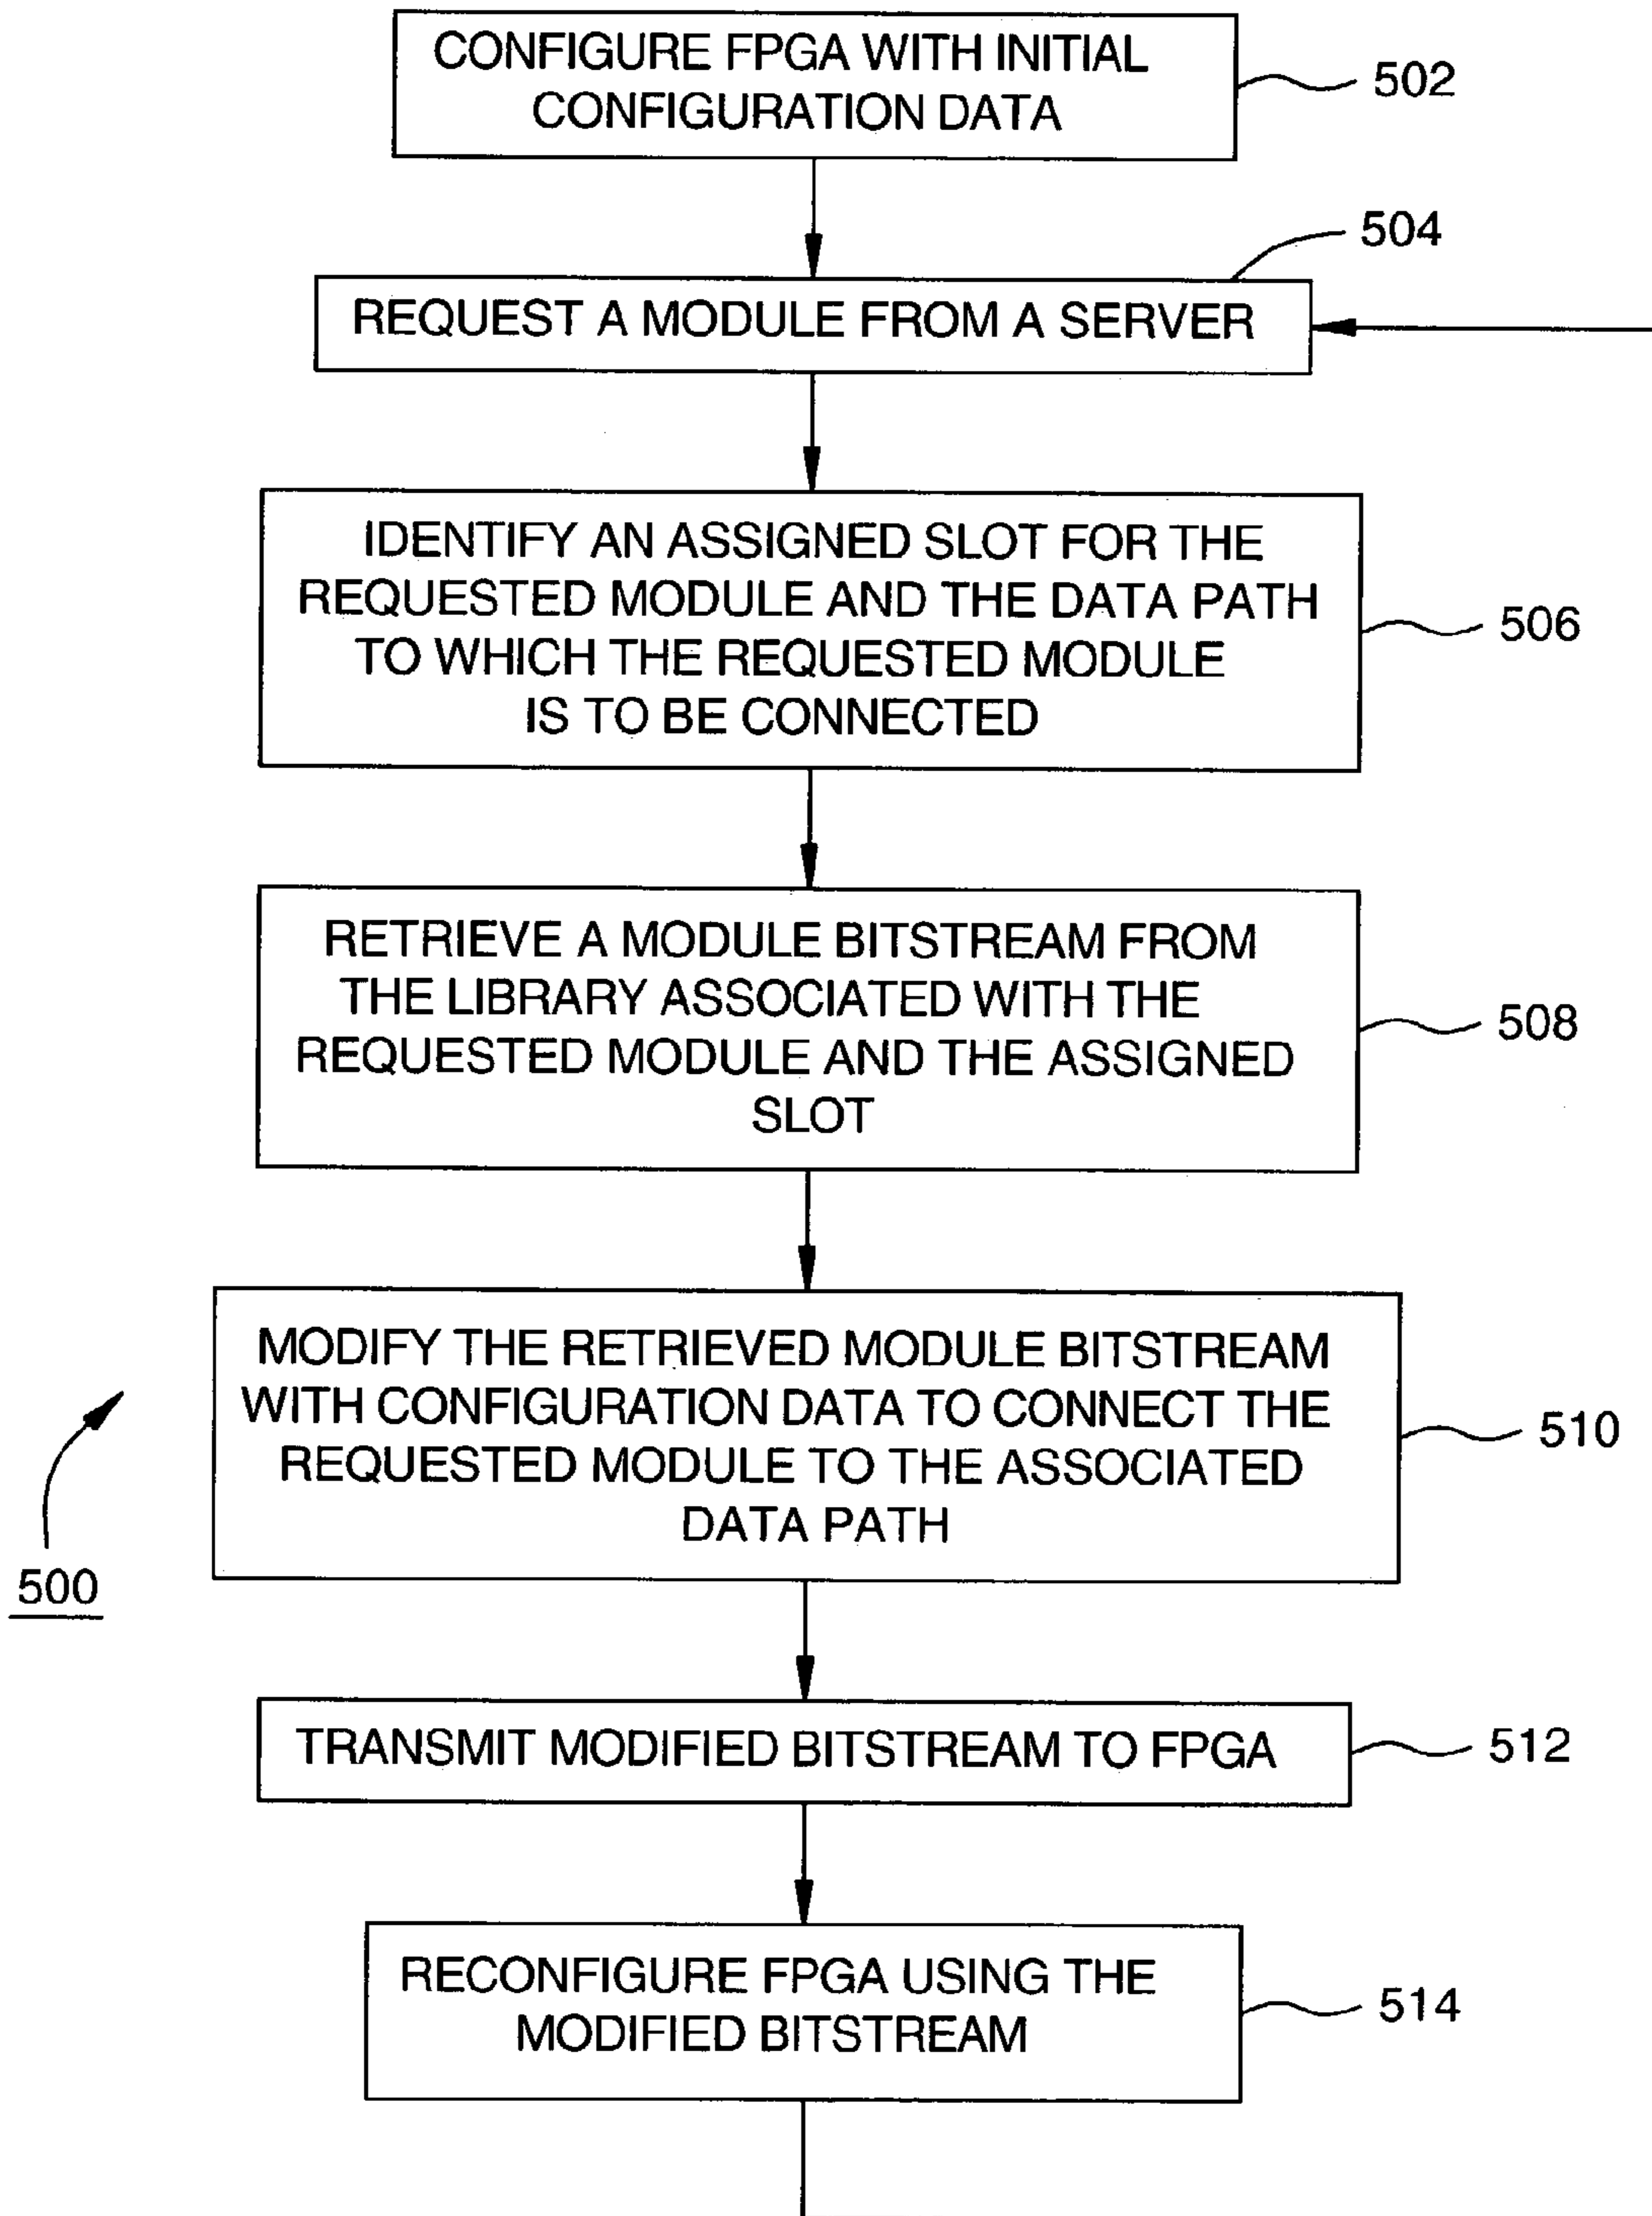 CONFIGURE FPGA WITH INITIAL
CONFIGURATION DATA
502
504
REQUEST A MODULE FROM A SERVER
IDENTIFY AN ASSIGNED SLOT FOR THE
REQUESTED MODULE AND THE DATA PATH
TO WHICH THE REQUESTED MODULE
IS TO BE CONNECTED
506
RETRIEVE A MODULE BITSTREAM FROM
THE LIBRARY ASSOCIATED WITH THE
REQUESTED MODULE AND THE ASSIGNED
SLOT
508
MODIFY THE RETRIEVED MODULE BITSTREAM
WITH CONFIGURATION DATA TO CONNECT THE
REQUESTED MODULE TO THE ASSOCIATED
DATA PATH
510
500
TRANSMIT MODIFIED BITSTREAM TO FPGA
512
RECONFIGURE FPGA USING THE
MODIFIED BITSTREAM
514